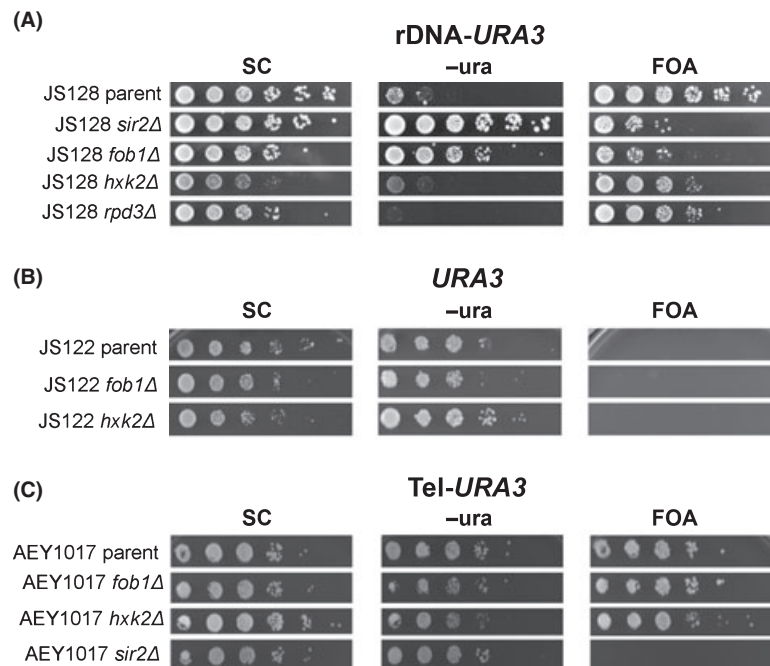 (A)
rDNA-URA3
SC –ura FOA
JS128 parent
JS128 sir2Δ
JS128 fob1Δ
JS128 hxk2Δ
JS128 rpd3Δ
(B)
URA3
SC –ura FOA
JS122 parent
JS122 fob1Δ
JS122 hxk2Δ
(C)
Tel-URA3
SC –ura FOA
AEY1017 parent
AEY1017 fob1Δ
AEY1017 hxk2Δ
AEY1017 sir2Δ